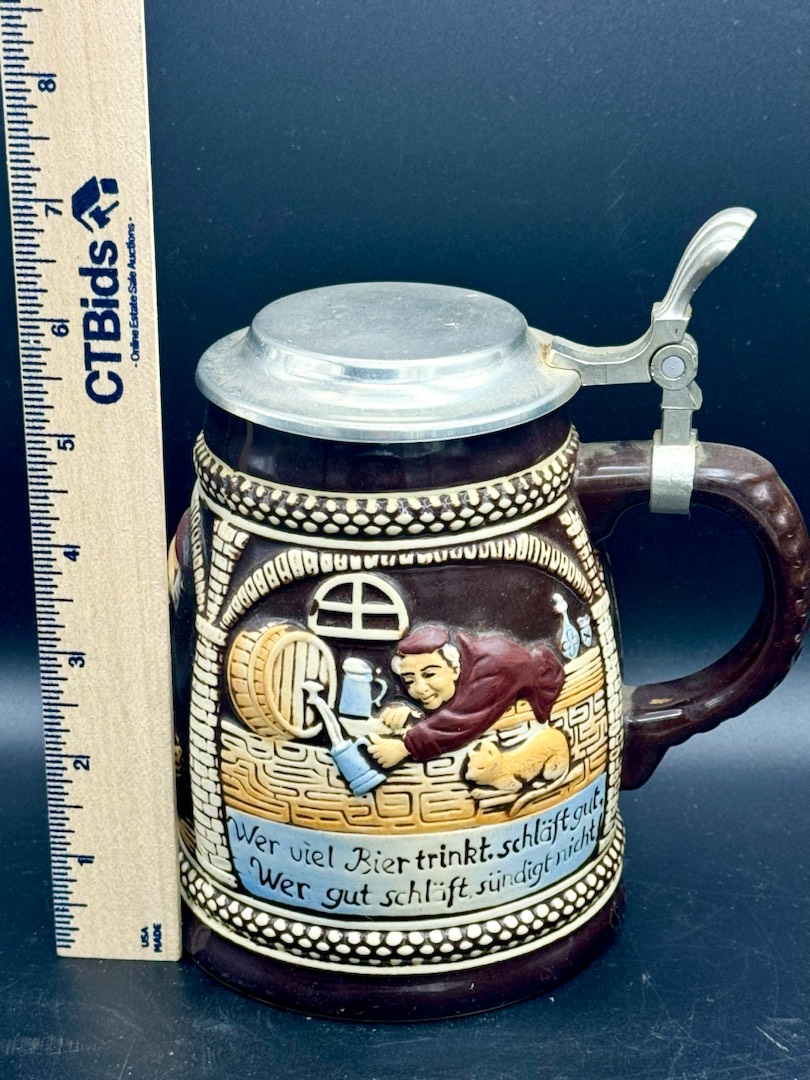 8
7
6
5
4
3
2
1
CTBids
- Online Estate Sale Auctions -
USA
MADE
Wer viel Bier trinkt, schläft gut,
Wer gut schläft, sündigt nicht!